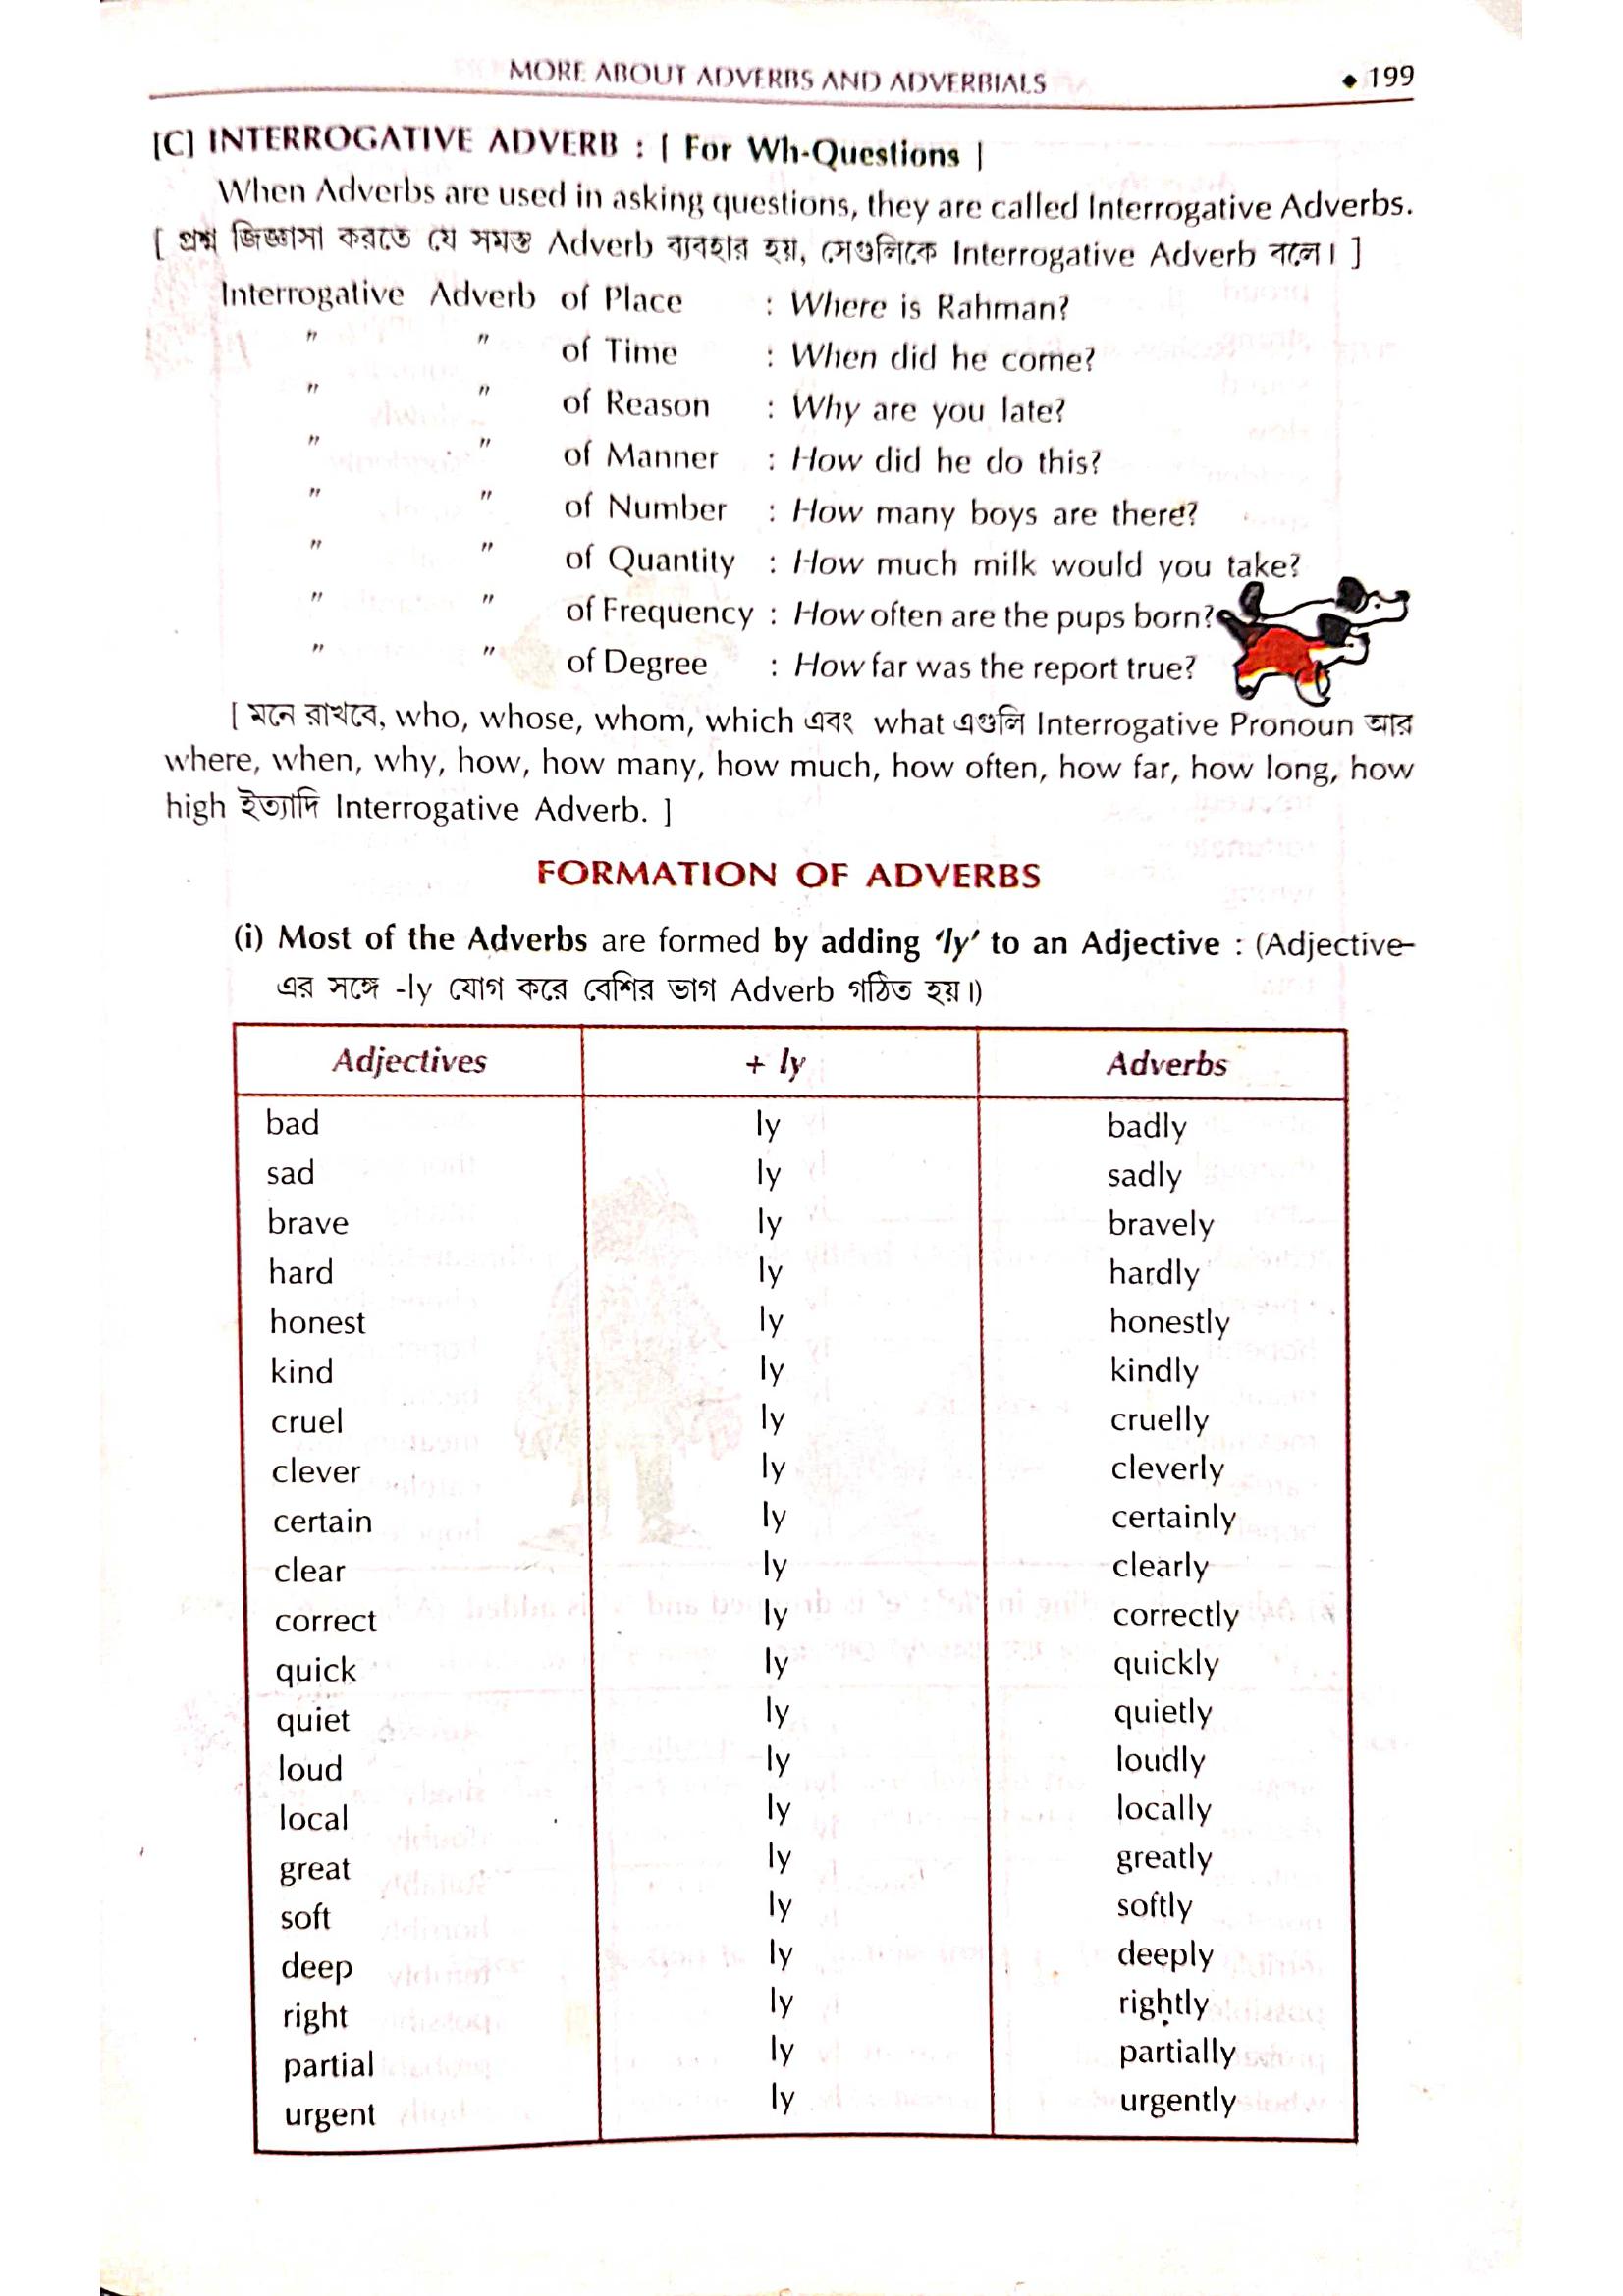 MORE ABOUT ADVERBS AND ADVERBIALS ◆ 199
[C] INTERROGATIVE ADVERB : [ For Wh-Questions ]
When Adverbs are used in asking questions, they are called Interrogative Adverbs.
[ প্রশ্ন জিজ্ঞাসা করতে যে সমস্ত Adverb ব্যবহার হয়, সেগুলিকে Interrogative Adverb বলে। ]
Interrogative Adverb of Place : Where is Rahman?
" " of Time : When did he come?
" " of Reason : Why are you late?
" " of Manner : How did he do this?
" " of Number : How many boys are there?
" " of Quantity : How much milk would you take?
" " of Frequency : How often are the pups born?
" " of Degree : How far was the report true?
[ মনে রাখবে, who, whose, whom, which এবং what এগুলি Interrogative Pronoun আর
where, when, why, how, how many, how much, how often, how far, how long, how
high ইত্যাদি Interrogative Adverb. ]
FORMATION OF ADVERBS
(i) Most of the Adverbs are formed by adding 'ly' to an Adjective : (Adjective-
এর সঙ্গে -ly যোগ করে বেশির ভাগ Adverb গঠিত হয়।)
Adjectives + ly Adverbs
bad ly badly
sad ly sadly
brave ly bravely
hard ly hardly
honest ly honestly
kind ly kindly
cruel ly cruelly
clever ly cleverly
certain ly certainly
clear ly clearly
correct ly correctly
quick ly quickly
quiet ly quietly
loud ly loudly
local ly locally
great ly greatly
soft ly softly
deep ly deeply
right ly rightly
partial ly partially
urgent ly urgently